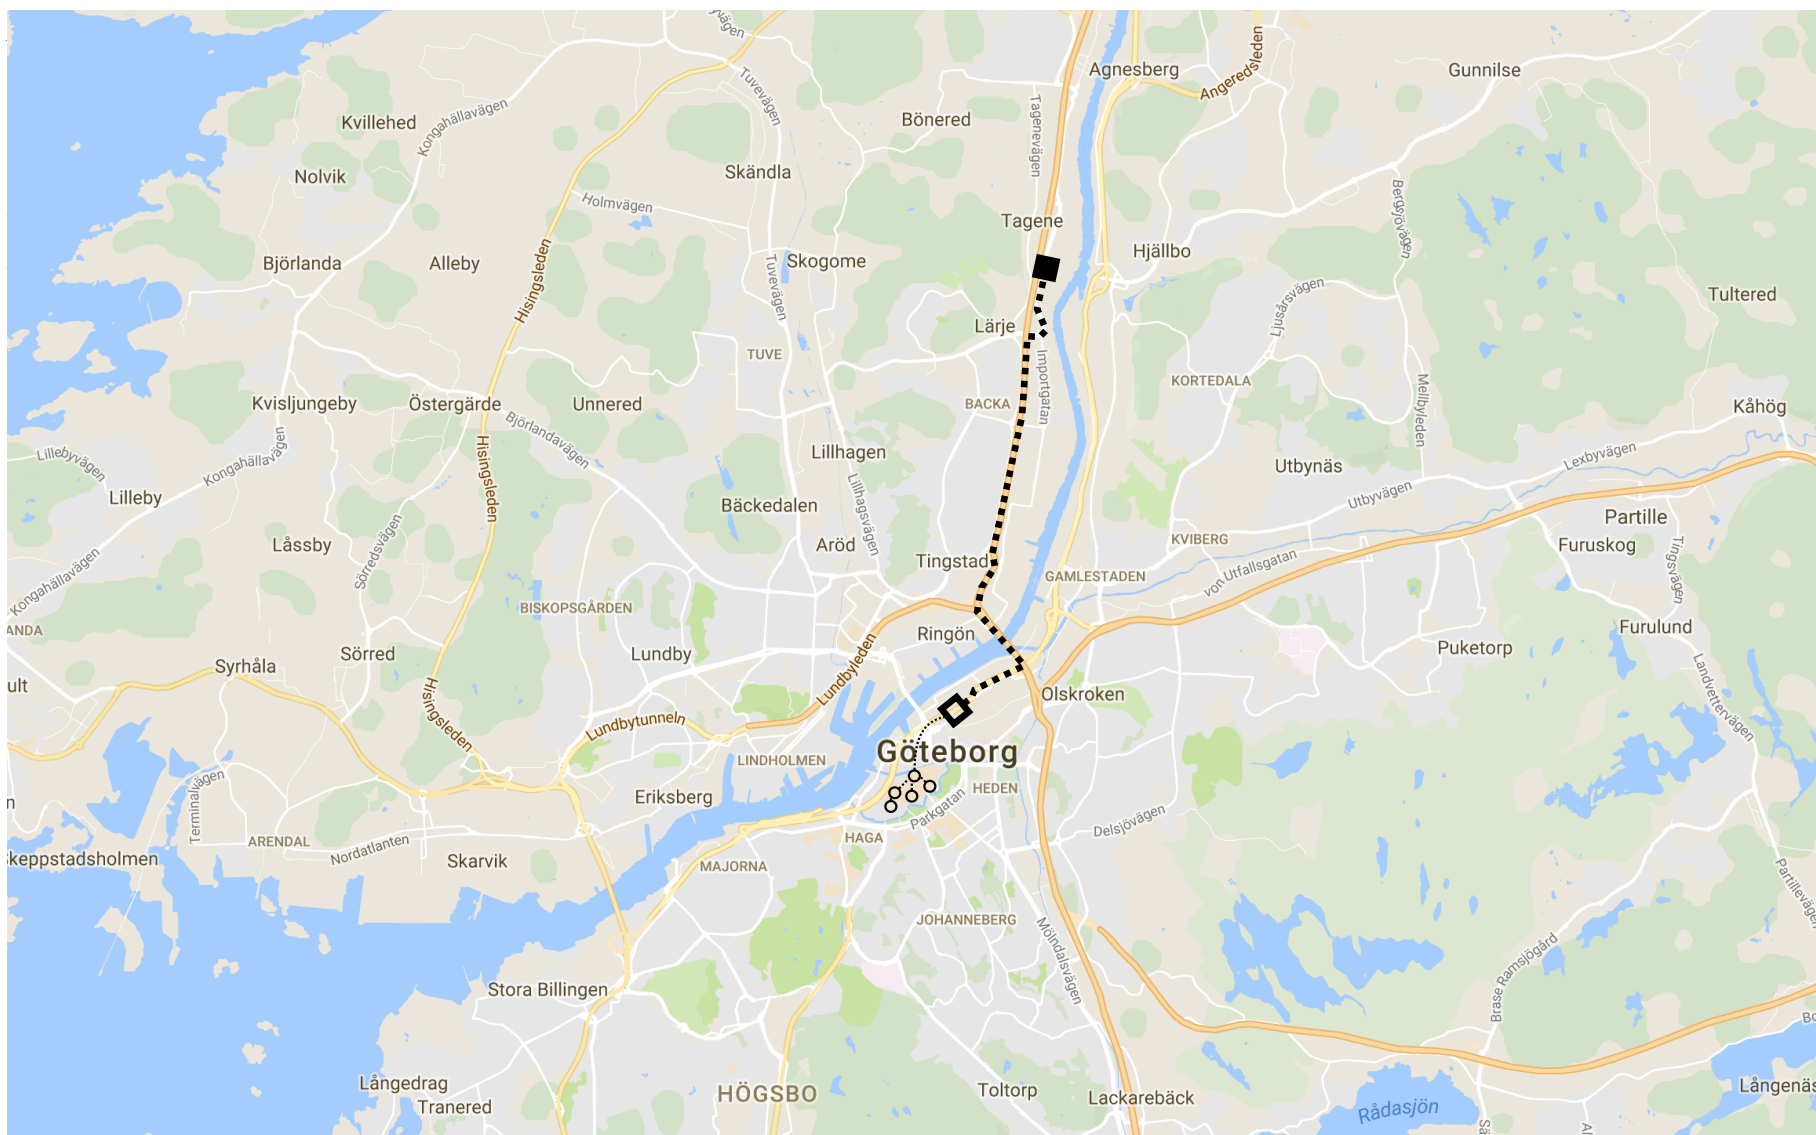 Agnesberg
Angeredsleden
Gunnilse
Tuvevägen
Tagenevägen
Kvillehed
Kongahällavägen
Bönered
Nolvik
Skändla
Holmvägen
Bergsjövägen
Tagene
Hjällbo
Björlanda
Alleby
Hisingsleden
Tuvevägen
Skogome
Ljusårsvägen
Tultered
Lärje
TUVE
Importgatan
KORTEDALA
Mellbyleden
Kvisljungeby
Östergärde
Unnered
BACKA
Kåhög
Björlandavägen
Hisingsleden
Lillebyvägen
Kongahällavägen
Lillhagen
Lexbyvägen
Utbynäs
Lilleby
Bäckedalen
Lillhagsvägen
Utbyvägen
Partille
Låssby
Sörredsvägen
Aröd
KVIBERG
Furuskog
Tingstad
von Utfallsgatan
Tingsvägen
Kongahällavägen
GAMLESTADEN
BISKOPSGÅRDEN
ANDA
Ringön
Furulund
Sörred
Lundby
Puketorp
Syrhåla
Lundbyleden
ult
Hisingsleden
Olskroken
Landvettervägen
Lundbytunneln
Göteborg
LINDHOLMEN
Terminalvägen
HEDEN
Eriksberg
n
Parkgatan
Delsjövägen
ARENDAL
Nordatlanten
HAGA
Skarvik
keppstadsholmen
MAJORNA
Partillevägen
JOHANNEBERG
Mölndalsvägen
Brase Ramsjögård
Stora Billingen
Långedrag
Tranered
HÖGSBO
Toltorp
Lackarebäck
Rådasjön
Långenäs